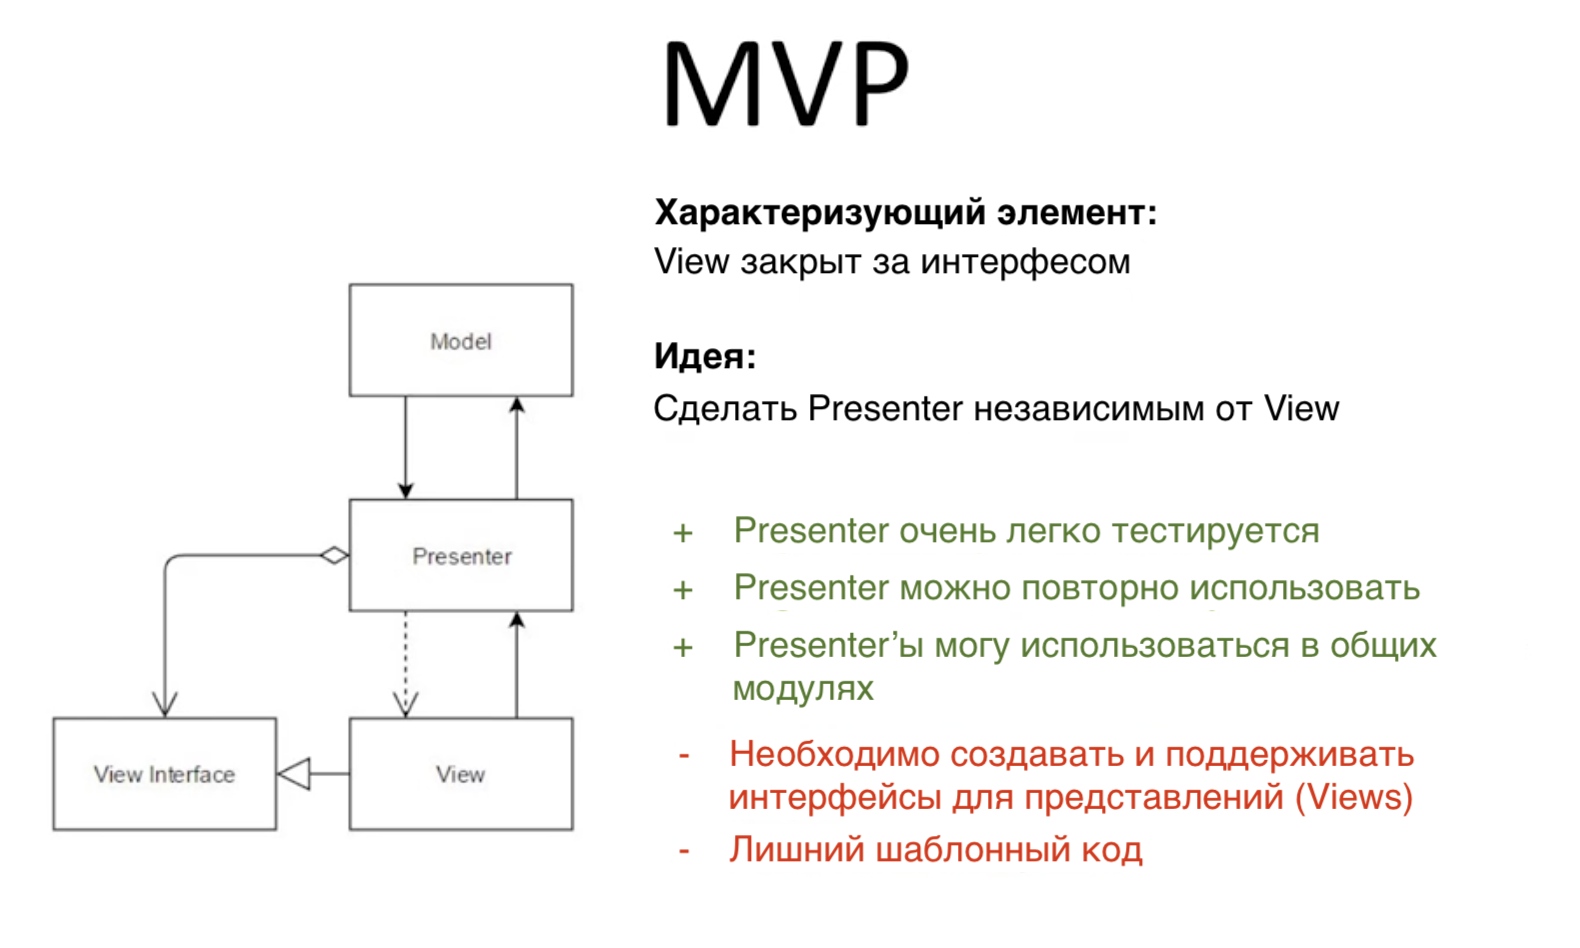 MVP
Характеризующий элемент:
View закрыт за интерфесом
Идея:
Сделать Presenter независимым от View
+ Presenter очень легко тестируется
+ Presenter можно повторно использовать
+ Presenter’ы могу использоваться в общих
модулях
- Необходимо создавать и поддерживать
интерфейсы для представлений (Views)
- Лишний шаблонный код
Model
Presenter
View Interface
View